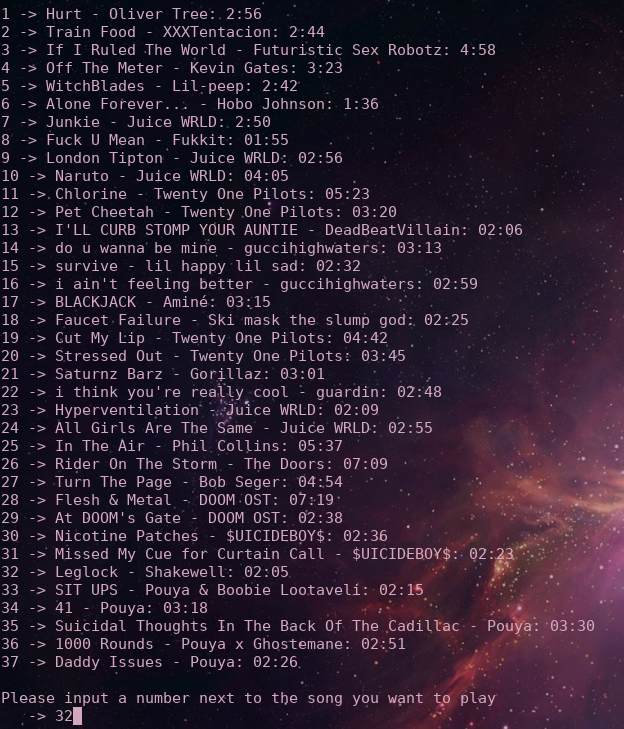 1 -> Hurt - Oliver Tree: 2:56
2 -> Train Food - XXXTentacion: 2:44
3 -> If I Ruled The World - Futuristic Sex Robotz: 4:58
4 -> Off The Meter - Kevin Gates: 3:23
5 -> WitchBlades - Lil-peep: 2:42
6 -> Alone Forever... - Hobo Johnson: 1:36
7 -> Junkie - Juice WRLD: 2:50
8 -> Fuck U Mean - Fukkit: 01:55
9 -> London Tipton - Juice WRLD: 02:56
10 -> Naruto - Juice WRLD: 04:05
11 -> Chlorine - Twenty One Pilots: 05:23
12 -> Pet Cheetah - Twenty One Pilots: 03:20
13 -> I'LL CURB STOMP YOUR AUNTIE - DeadBeatVillain: 02:06
14 -> do u wanna be mine - guccihighwaters: 03:13
15 -> survive - lil happy lil sad: 02:32
16 -> i ain't feeling better - guccihighwaters: 02:59
17 -> BLACKJACK - Aminé: 03:15
18 -> Faucet Failure - Ski mask the slump god: 02:25
19 -> Cut My Lip - Twenty One Pilots: 04:42
20 -> Stressed Out - Twenty One Pilots: 03:45
21 -> Saturnz Barz - Gorillaz: 03:01
22 -> i think you're really cool - guardin: 02:48
23 -> Hyperventilation - Juice WRLD: 02:09
24 -> All Girls Are The Same - Juice WRLD: 02:55
25 -> In The Air - Phil Collins: 05:37
26 -> Rider On The Storm - The Doors: 07:09
27 -> Turn The Page - Bob Seger: 04:54
28 -> Flesh & Metal - DOOM OST: 07:19
29 -> At DOOM's Gate - DOOM OST: 02:38
30 -> Nicotine Patches - $UICIDEBOY$: 02:36
31 -> Missed My Cue for Curtain Call - $UICIDEBOY$: 02:23
32 -> Leglock - Shakewell: 02:05
33 -> SIT UPS - Pouya & Boobie Lootavelí: 02:15
34 -> 41 - Pouya: 03:18
35 -> Suicidal Thoughts In The Back Of The Cadillac - Pouya: 03:30
36 -> 1000 Rounds - Pouya x Ghostemane: 02:51
37 -> Daddy Issues - Pouya: 02:26
Please input a number next to the song you want to play
-> 32